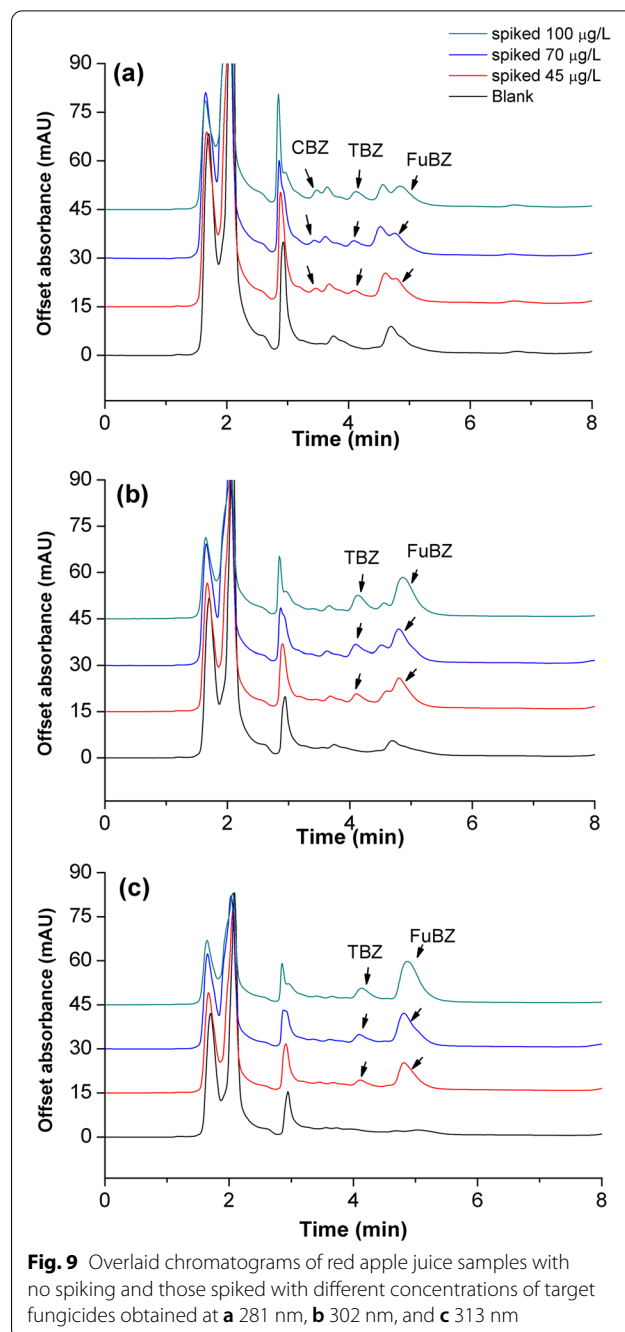 spiked 100 μg/L
spiked 70 μg/L
spiked 45 μg/L
Blank
(a)
CBZ
TBZ
FuBZ
Offset absorbance (mAU)
90
75
60
45
30
15
0
0 2 4 6 8
Time (min)
(b)
TBZ
FuBZ
Offset absorbance (mAU)
90
75
60
45
30
15
0
0 2 4 6 8
Time (min)
(c)
TBZ
FuBZ
Offset absorbance (mAU)
90
75
60
45
30
15
0
0 2 4 6 8
Time (min)
Fig. 9 Overlaid chromatograms of red apple juice samples with
no spiking and those spiked with different concentrations of target
fungicides obtained at a 281 nm, b 302 nm, and c 313 nm